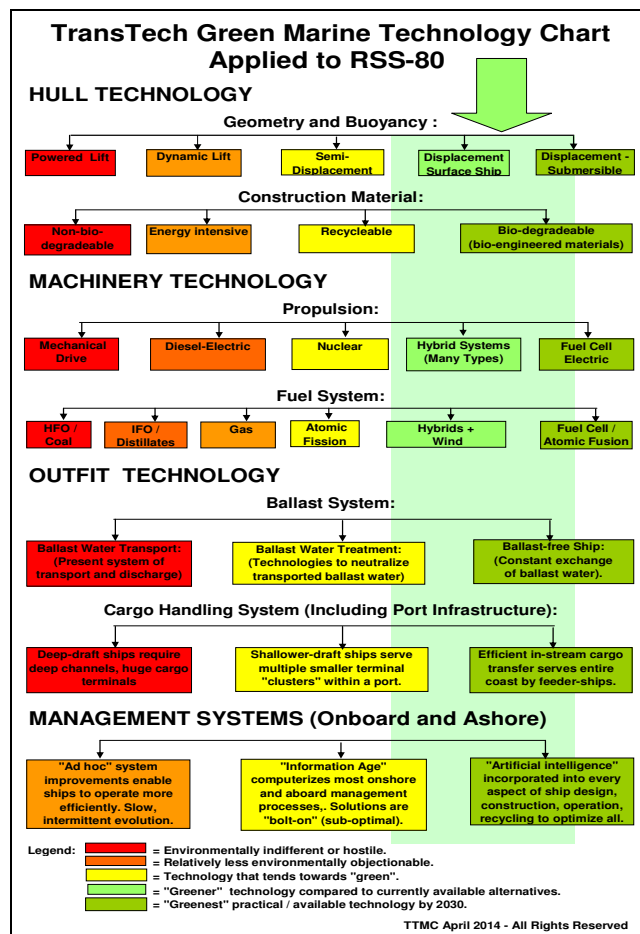 TransTech Green Marine Technology Chart
Applied to RSS-80
HULL TECHNOLOGY
Geometry and Buoyancy :
Powered Lift
Dynamic Lift
Semi-
Displacement
Displacement
Surface Ship
Displacement -
Submersible
Construction Material:
Non-bio-
degradeable
Energy intensive
Recycleable
Bio-degradeable
(bio-engineered materials)
MACHINERY TECHNOLOGY
Propulsion:
Mechanical
Drive
Diesel-Electric
Nuclear
Hybrid Systems
(Many Types)
Fuel Cell
Electric
Fuel System:
HFO /
Coal
IFO /
Distillates
Gas
Atomic
Fission
Hybrids +
Wind
Fuel Cell /
Atomic Fusion
OUTFIT TECHNOLOGY
Ballast System:
Ballast Water Transport:
(Present system of
transport and discharge)
Ballast Water Treatment:
(Technologies to neutralize
transported ballast water)
Ballast-free Ship:
(Constant exchange
of ballast water).
Cargo Handling System (Including Port Infrastructure):
Deep-draft ships require
deep channels, huge cargo
terminals
Shallower-draft ships serve
multiple smaller terminal
"clusters" within a port.
Efficient in-stream cargo
transfer serves entire
coast by feeder-ships.
MANAGEMENT SYSTEMS (Onboard and Ashore)
"Ad hoc" system
improvements enable
ships to operate more
efficiently. Slow,
intermittent evolution.
"Information Age"
computerizes most onshore
and aboard management
processes,. Solutions are
"bolt-on" (sub-optimal).
"Artificial intelligence"
incorporated into every
aspect of ship design,
construction, operation,
recycling to optimize all.
Legend:
= Environmentally indifferent or hostile.
= Relatively less environmentally objectionable.
= Technology that tends towards "green".
= "Greener" technology compared to currently available alternatives.
= "Greenest" practical / available technology by 2030.
TTMC April 2014 - All Rights Reserved